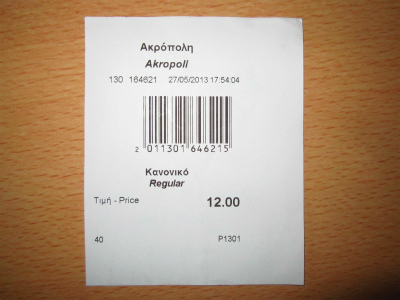 Ακρόπολη
Akropoli
130 164621 27/05/2013 17:54:04
2 011301 646215
Κανονικό
Regular
Τιμή - Price 12.00
40 P1301